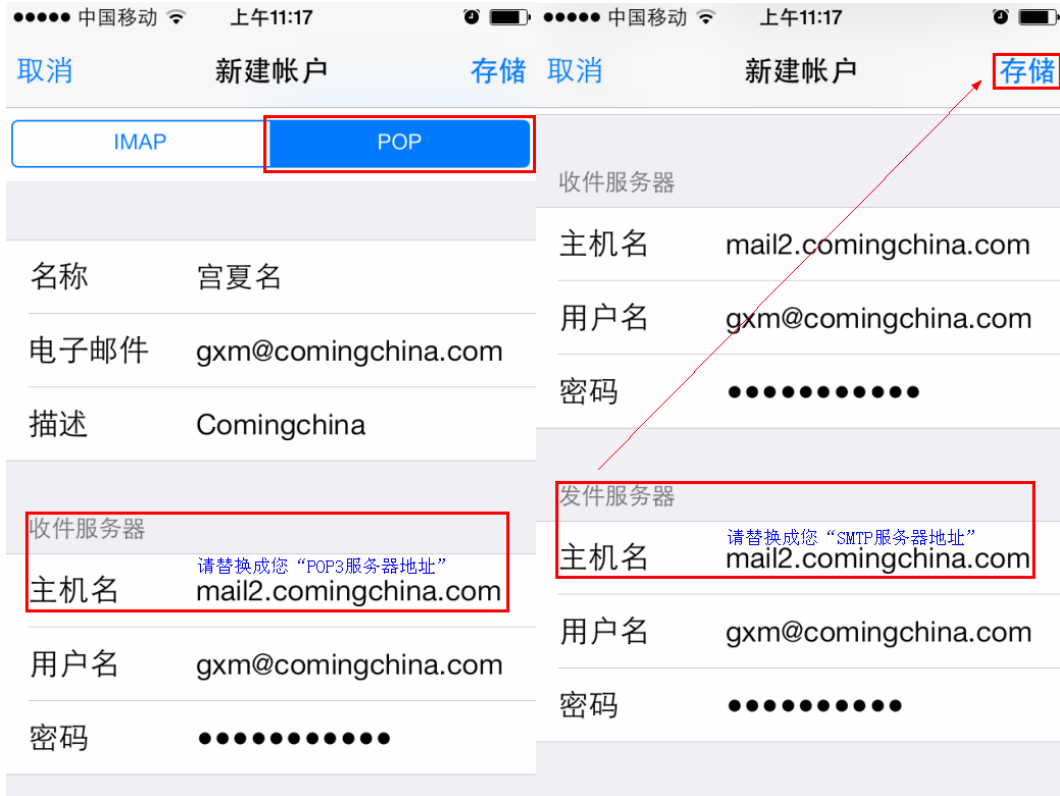 ●●●●● 中国移动 上午11:17
取消 新建帐户 存储
IMAP POP
名称 宫夏名
电子邮件 gxm@comingchina.com
描述 Comingchina
收件服务器
请替换成您“POP3服务器地址”
主机名 mail2.comingchina.com
用户名 gxm@comingchina.com
密码 ●●●●●●●●●●●
●●●●● 中国移动 上午11:17
取消 新建帐户 存储
收件服务器
主机名 mail2.comingchina.com
用户名 gxm@comingchina.com
密码 ●●●●●●●●●●●
发件服务器
请替换成您“SMTP服务器地址”
主机名 mail2.comingchina.com
用户名 gxm@comingchina.com
密码 ●●●●●●●●●●